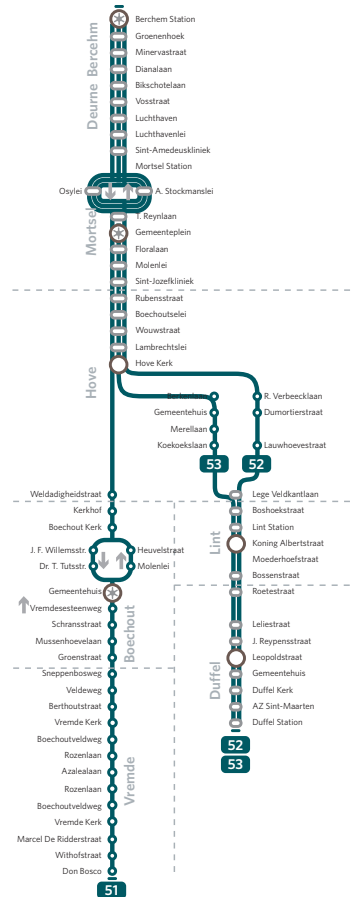 Berchem Station
Groenenhoek
Minervastraat
Dianalaan
Bikschotelaan
Vosstraat
Luchthaven
Luchthavenlei
Sint-Amedeuskliniek
Mortsel Station
Deurne Bercehm
Osylei
A. Stockmanslei
T. Reynlaan
Gemeenteplein
Floralaan
Molenlei
Sint-Jozefkliniek
Mortsel
Rubensstraat
Boechoutselei
Wouwstraat
Lambrechtslei
Hove Kerk
Hove
Berkenlaan
R. Verbeecklaan
Gemeentehuis
Dumortierstraat
Merellaan
Koekoekslaan
Lauwhoevestraat
53
52
Weldadigheidstraat
Lege Veldkantlaan
Kerkhof
Boshoekstraat
Boechout Kerk
Lint Station
Koning Albertstraat
Moederhoefstraat
Bossenstraat
Lint
J. F. Willemsstr.
Heuvelstraat
Dr. T. Tutsstr.
Molenlei
Gemeentehuis
Vremdesesteenweg
Schransstraat
Mussenhoevelaan
Groenstraat
Boechout
Roetestraat
Leliestraat
J. Reypensstraat
Leopoldstraat
Gemeentehuis
Duffel Kerk
AZ Sint-Maarten
Duffel Station
Duffel
52
53
Sneppenbosweg
Veldeweg
Berthoutstraat
Vremde Kerk
Boechoutveldweg
Rozenlaan
Azalealaan
Rozenlaan
Boechoutveldweg
Vremde Kerk
Marcel De Ridderstraat
Withofstraat
Don Bosco
Vremde
51